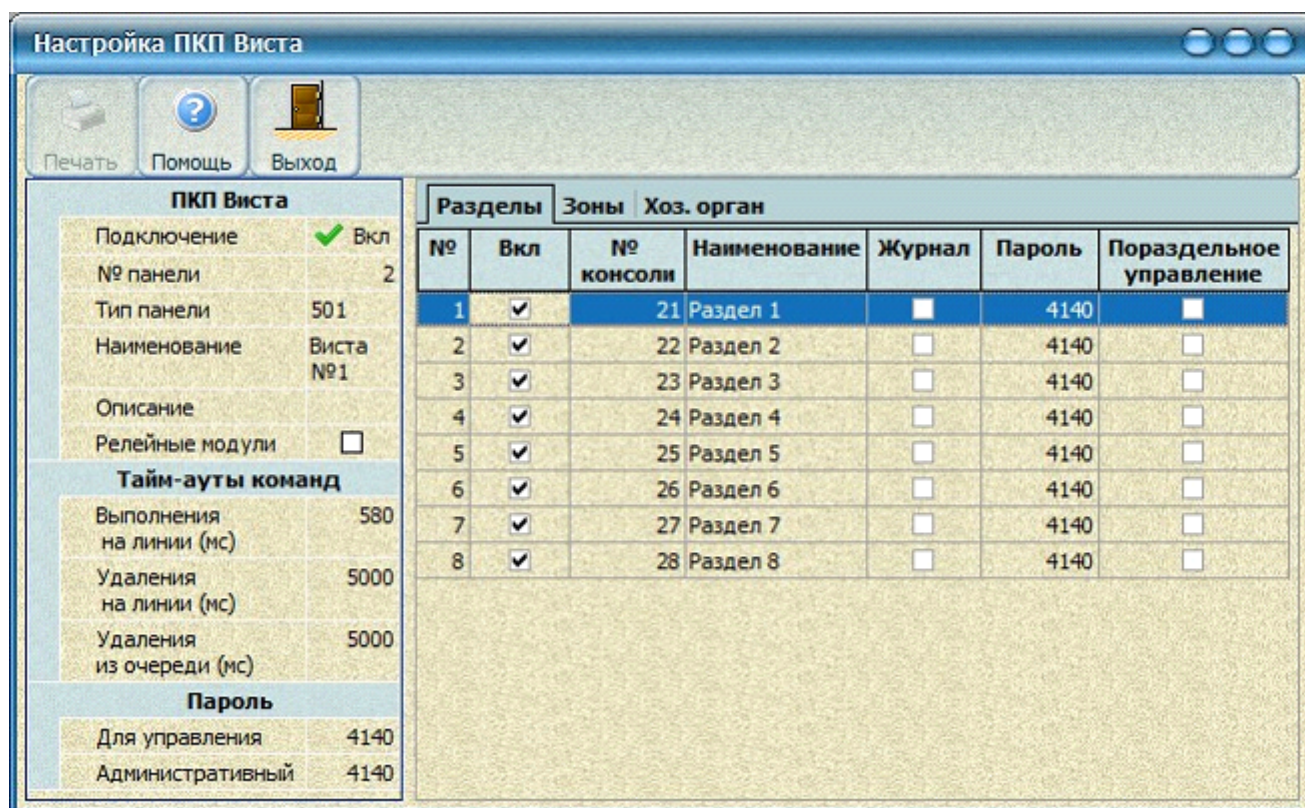 Настройка ПКП Виста
Печать Помощь Выход
ПКП Виста
Подключение Вкл
№ панели 2
Тип панели 501
Наименование Виста
№1
Описание
Релейные модули
Тайм-ауты команд
Выполнения 580
на линии (мс)
Удаления 5000
на линии (мс)
Удаления 5000
из очереди (мс)
Пароль
Для управления 4140
Административный 4140
Разделы Зоны Хоз. орган
№ Вкл № консоли Наименование Журнал Пароль Пораздельное управление
1 21 Раздел 1 4140
2 22 Раздел 2 4140
3 23 Раздел 3 4140
4 24 Раздел 4 4140
5 25 Раздел 5 4140
6 26 Раздел 6 4140
7 27 Раздел 7 4140
8 28 Раздел 8 4140